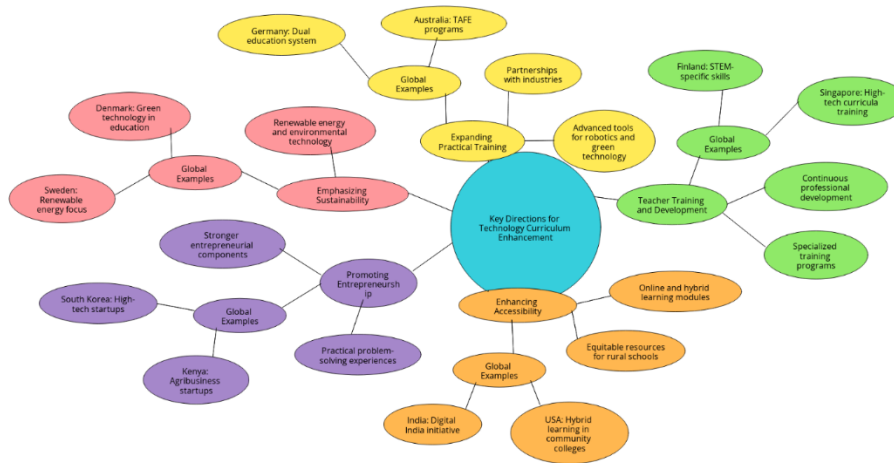 Germany: Dual
education system
Australia: TAFE
programs
Global
Examples
Partnerships
with industries
Expanding
Practical Training
Advanced tools
for robotics and
green technology
Finland: STEM-
specific skills
Singapore: High-
tech curricula
training
Global
Examples
Teacher Training
and Development
Continuous
professional
development
Specialized
training
programs
Denmark: Green
technology in
education
Renewable energy
and environmental
technology
Global
Examples
Sweden:
Renewable
energy focus
Emphasizing
Sustainability
Key Directions for
Technology Curriculum
Enhancement
Stronger
entrepreneurial
components
Promoting
Entrepreneursh
ip
South Korea: High-
tech startups
Global
Examples
Kenya:
Agribusiness
startups
Practical problem-
solving experiences
Enhancing
Accessibility
Online and hybrid
learning modules
Equitable resources
for rural schools
Global
Examples
India: Digital
India initiative
USA: Hybrid
learning in
community
colleges